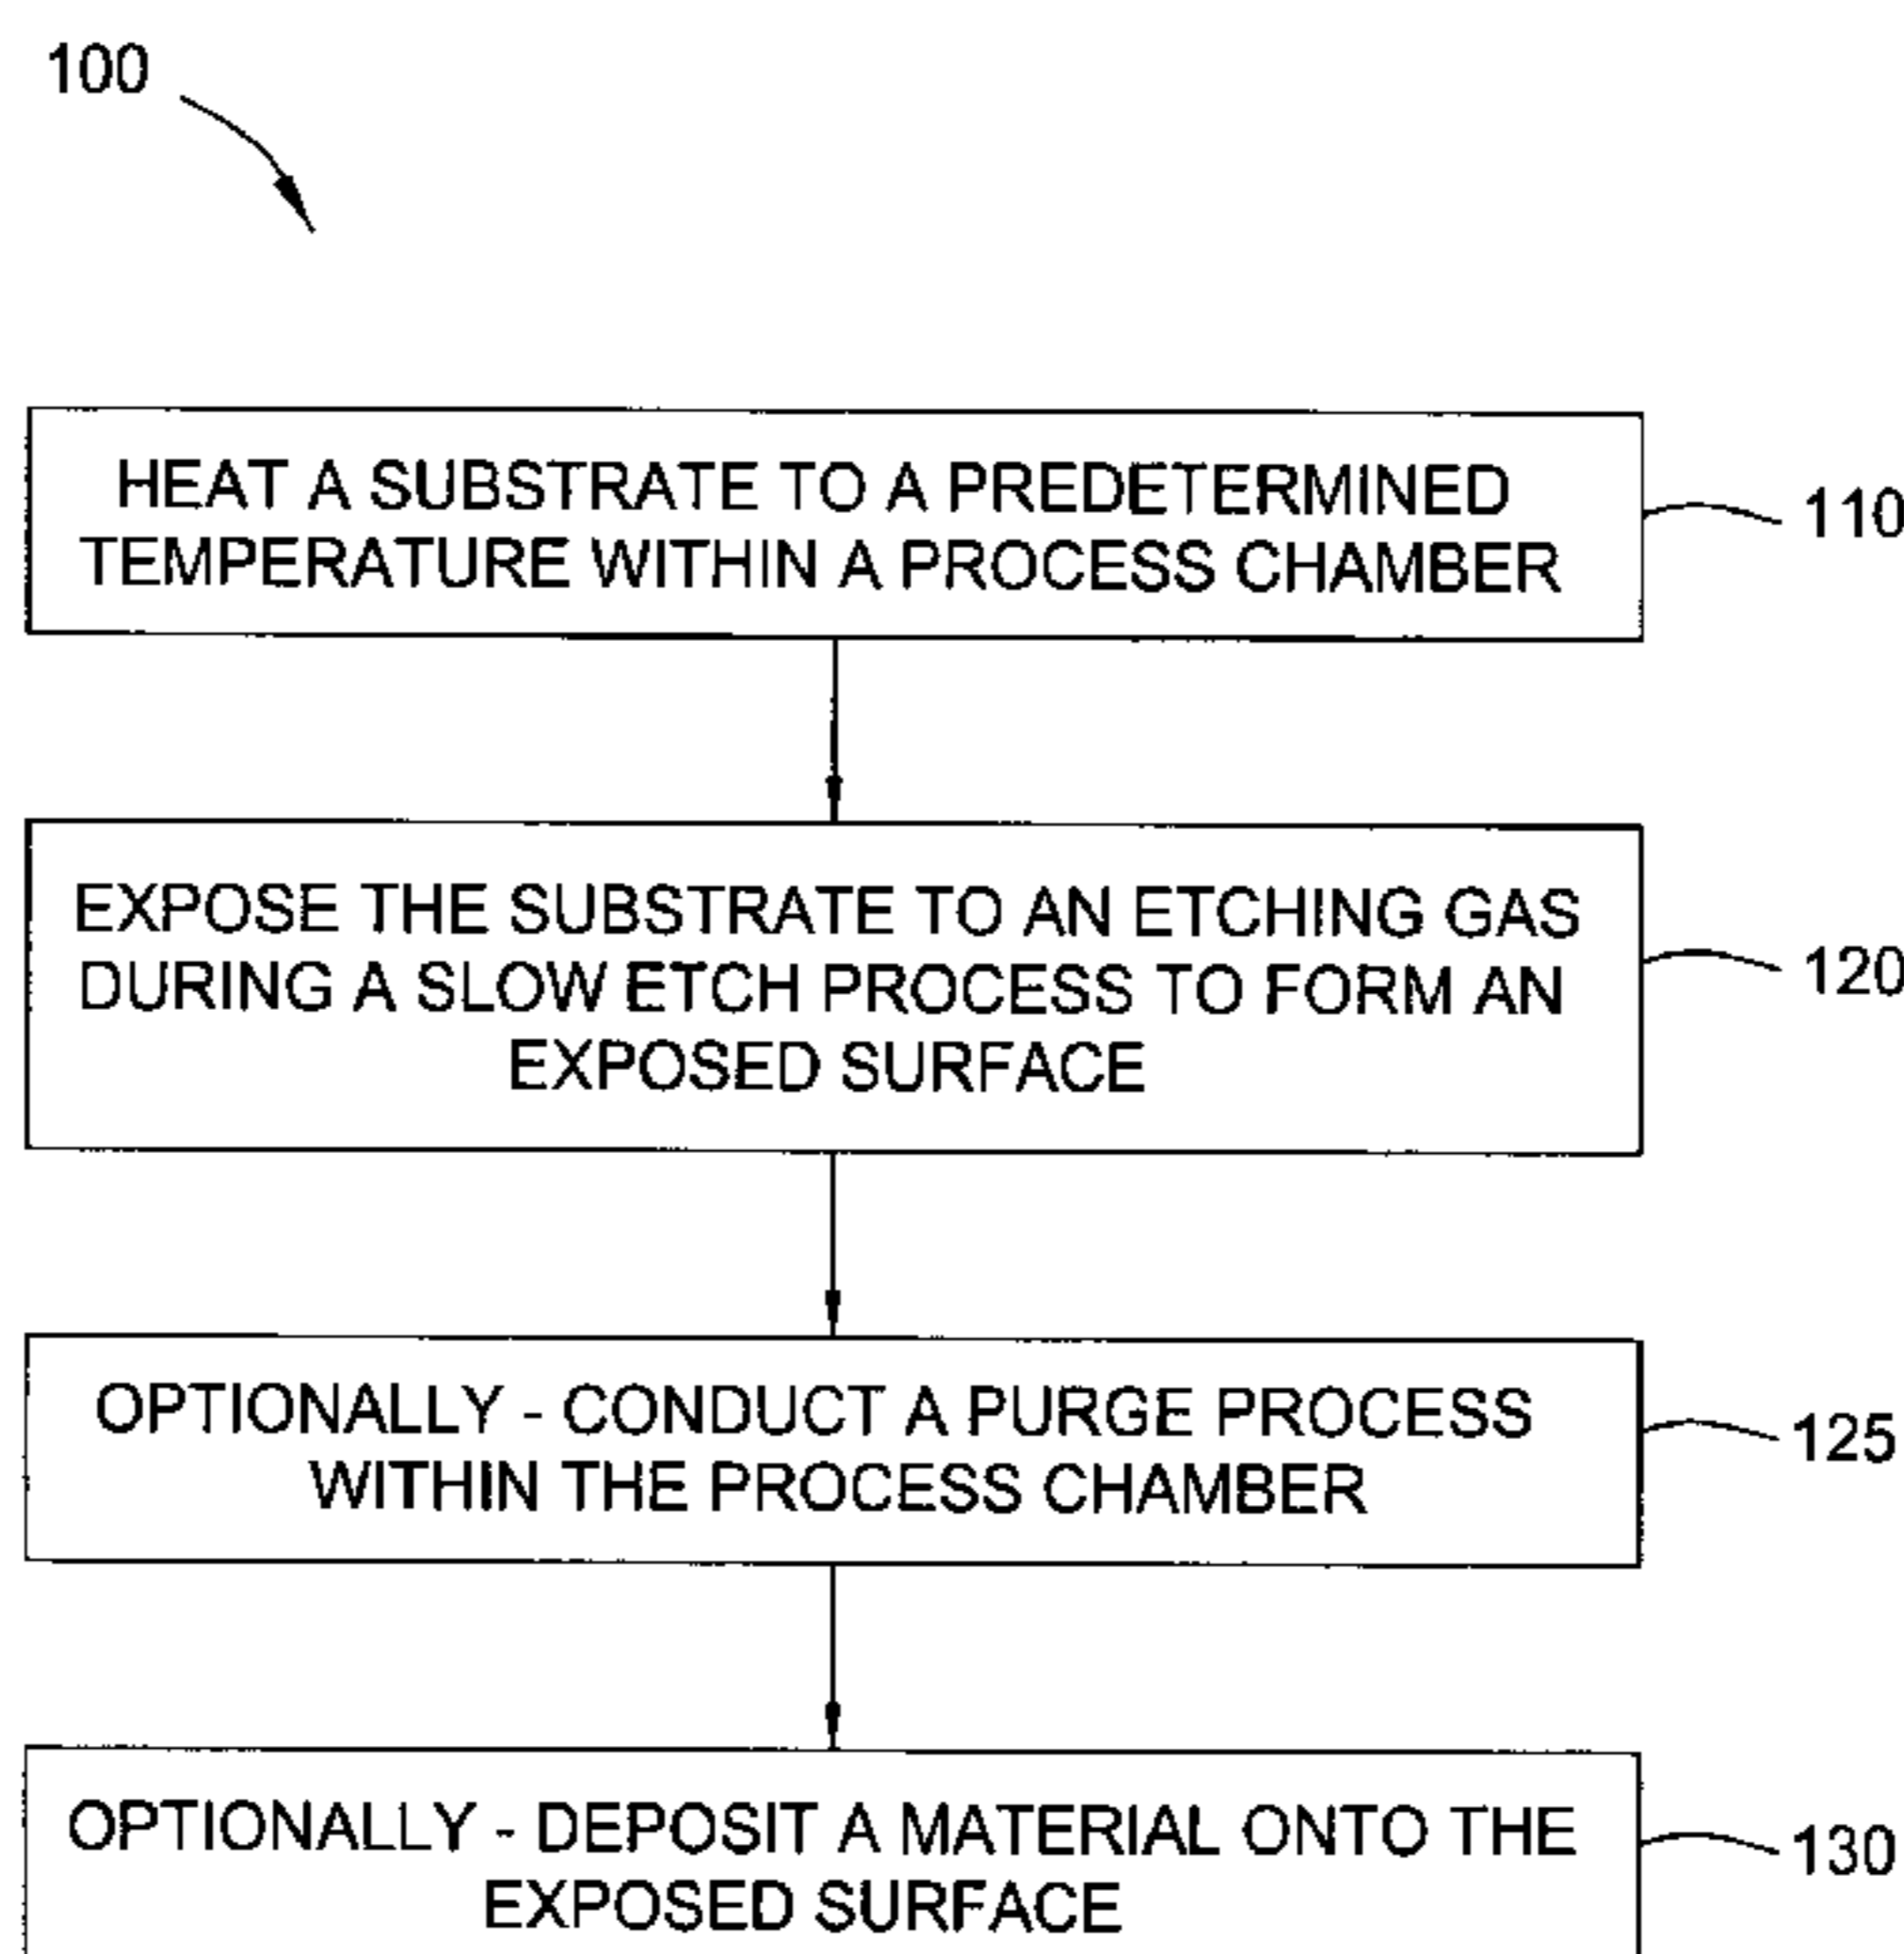 100
HEAT A SUBSTRATE TO A PREDETERMINED
TEMPERATURE WITHIN A PROCESS CHAMBER
110
EXPOSE THE SUBSTRATE TO AN ETCHING GAS
DURING A SLOW ETCH PROCESS TO FORM AN
EXPOSED SURFACE
120
OPTIONALLY - CONDUCT A PURGE PROCESS
WITHIN THE PROCESS CHAMBER
125
OPTIONALLY - DEPOSIT A MATERIAL ONTO THE
EXPOSED SURFACE
130